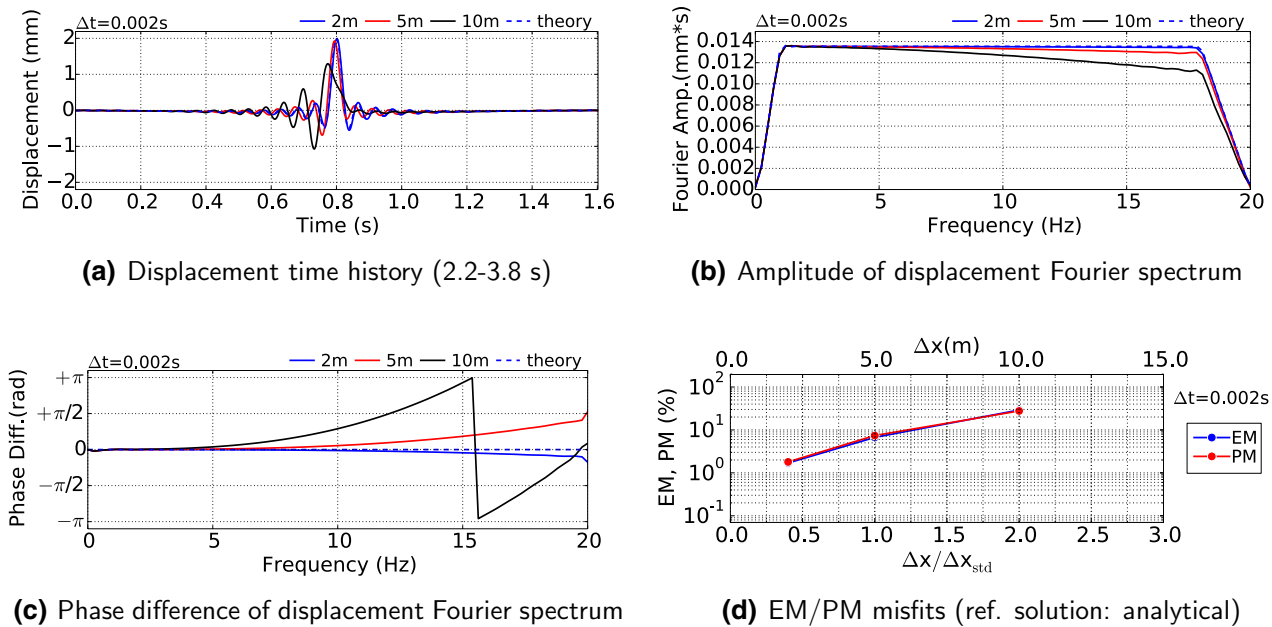 Δt=0.002s
2m 5m 10m theory
Displacement (mm)
2
1
0
−1
−2
0.0 0.2 0.4 0.6 0.8 1.0 1.2 1.4 1.6
Time (s)
(a) Displacement time history (2.2-3.8 s)
Δt=0.002s
2m 5m 10m theory
Fourier Amp.(mm*s)
0.014
0.012
0.010
0.008
0.006
0.004
0.002
0.000
0 5 10 15 20
Frequency (Hz)
(b) Amplitude of displacement Fourier spectrum
Δt=0.002s
2m 5m 10m theory
Phase Diff.(rad)
+π
+π/2
0
−π/2
−π
0 5 10 15 20
Frequency (Hz)
(c) Phase difference of displacement Fourier spectrum
Δx(m)
0.0 5.0 10.0 15.0
EM, PM (%)
10²
10¹
10⁰
10⁻¹
Δt=0.002s
EM
PM
0.0 0.5 1.0 1.5 2.0 2.5 3.0
Δx/Δx_std
(d) EM/PM misfits (ref. solution: analytical)